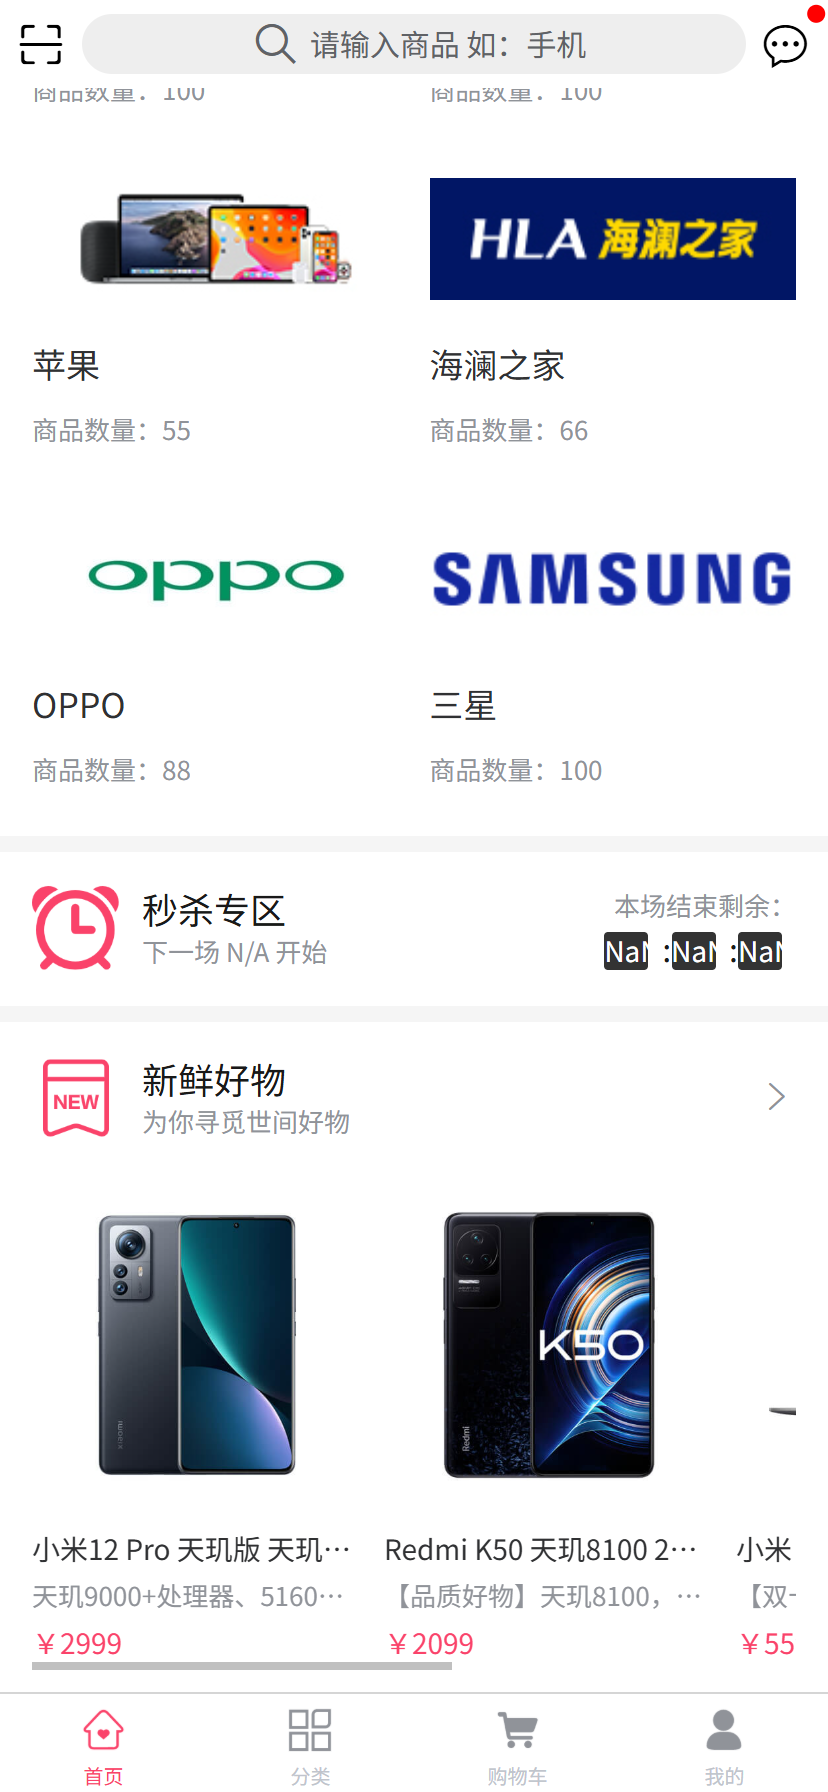 请输入商品 如：手机
商品数量：100
商品数量：100
HLA 海澜之家
苹果
海澜之家
商品数量：55
商品数量：66
oppo
SAMSUNG
OPPO
三星
商品数量：88
商品数量：100
秒杀专区
本场结束剩余：
下一场 N/A 开始
NaN:NaN:NaN
NEW
新鲜好物
为你寻觅世间好物
xiaomi
Redmi
K50
小米12 Pro 天玑版 天玑…
Redmi K50 天玑8100 2…
小米
天玑9000+处理器、5160…
【品质好物】天玑8100，…
【双
￥2999
￥2099
￥55
首页
分类
购物车
我的